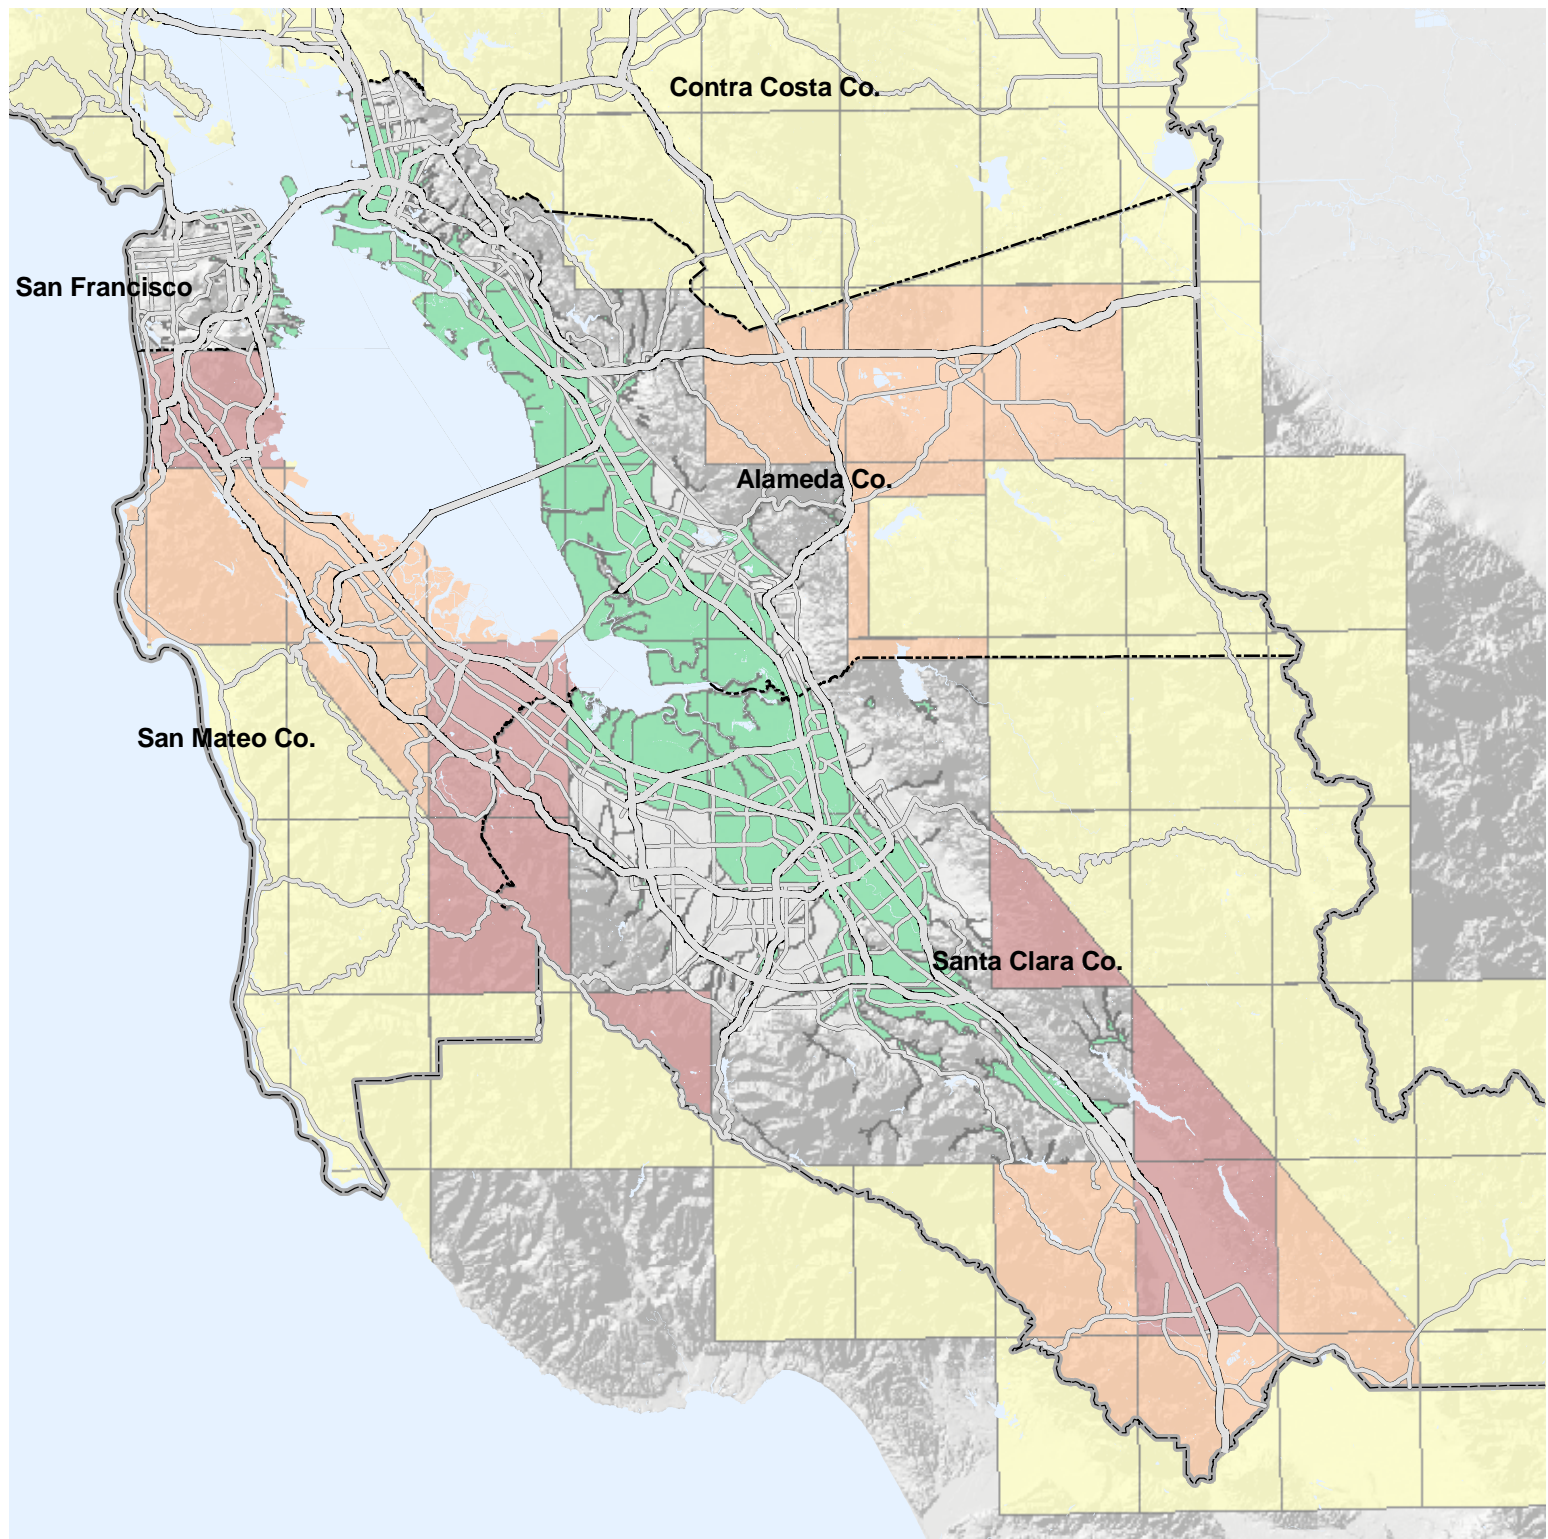 Contra Costa Co.
San Francisco
Alameda Co.
San Mateo Co.
Santa Clara Co.